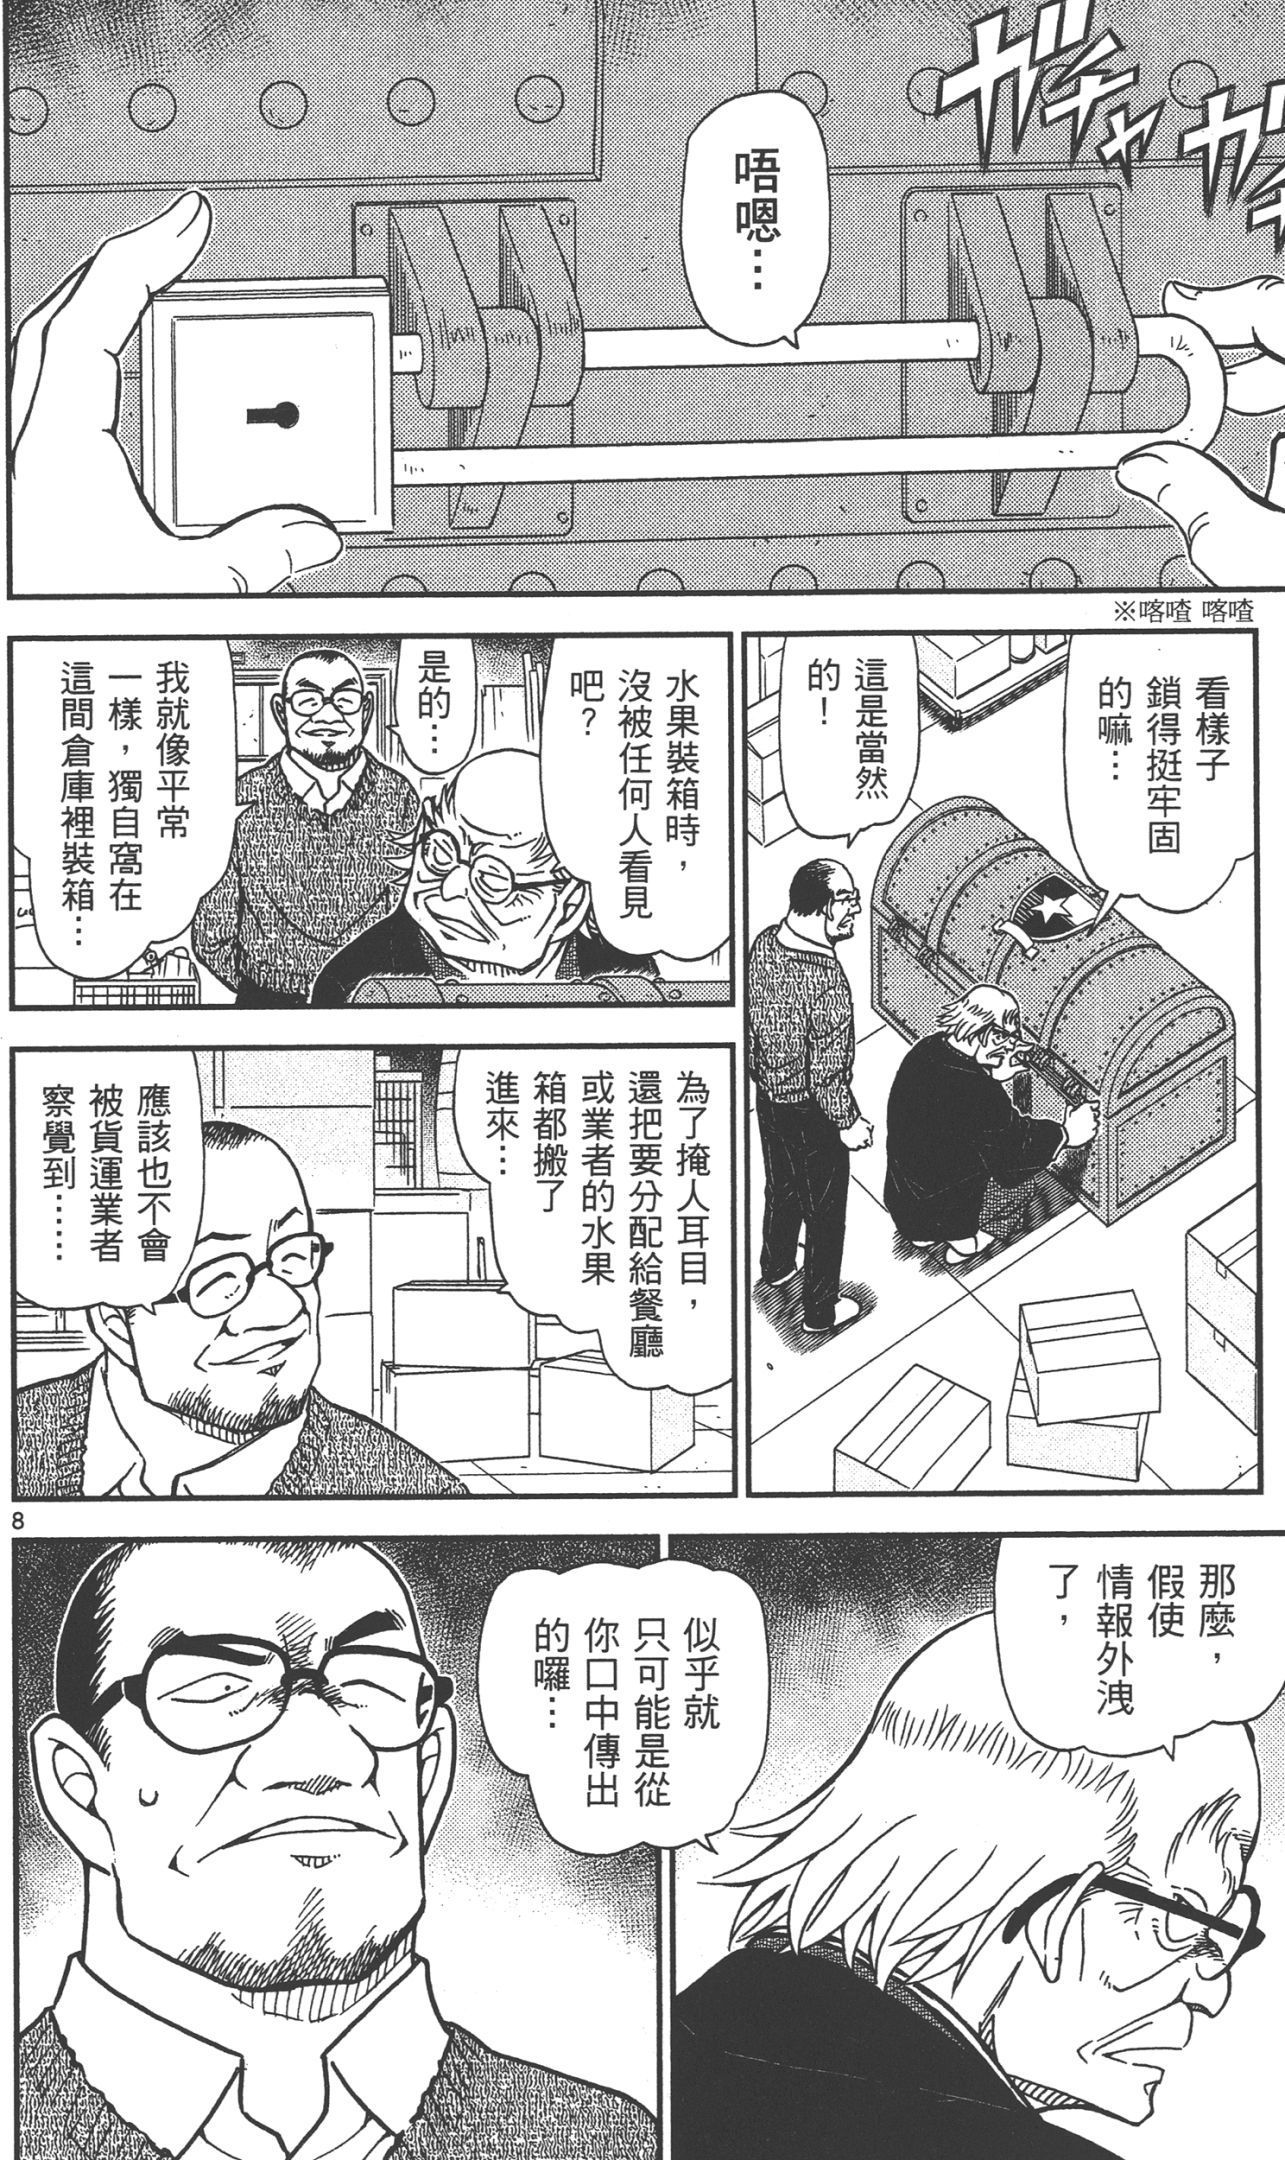 ガチャ
ガチャ
唔
嗯…
※喀喳 喀喳
看樣子
鎖得挺牢固
的嘛…
這是當然
的！
水果裝箱時，
沒被任何人看見
吧？
是的…
我就像平常
一樣，獨自窩在
這間倉庫裡裝箱…
為了掩人耳目，
還把要分配給餐廳
或業者的水果
箱都搬了
進來…
應該也不會
被貨運業者
察覺到……
8
那麼，
假使
情報外洩
了，
似乎就
只可能是從
你口中傳出
的囉…